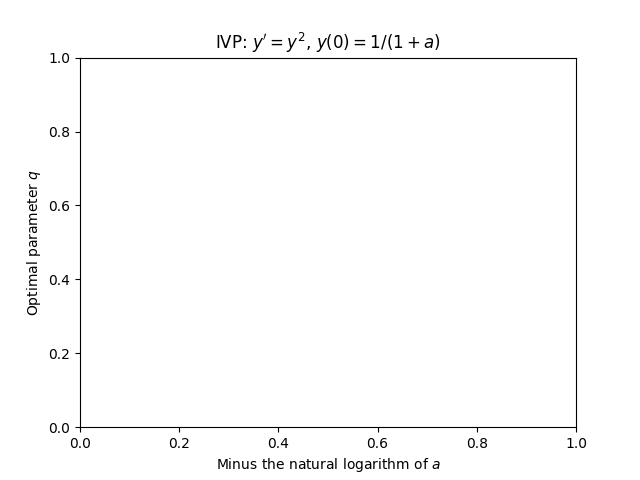 IVP: $y' = y^2$, $y(0) = 1/(1 + a)$
1.0
0.8
0.6
0.4
0.2
0.0
Optimal parameter $q$
0.0 0.2 0.4 0.6 0.8 1.0
Minus the natural logarithm of $a$